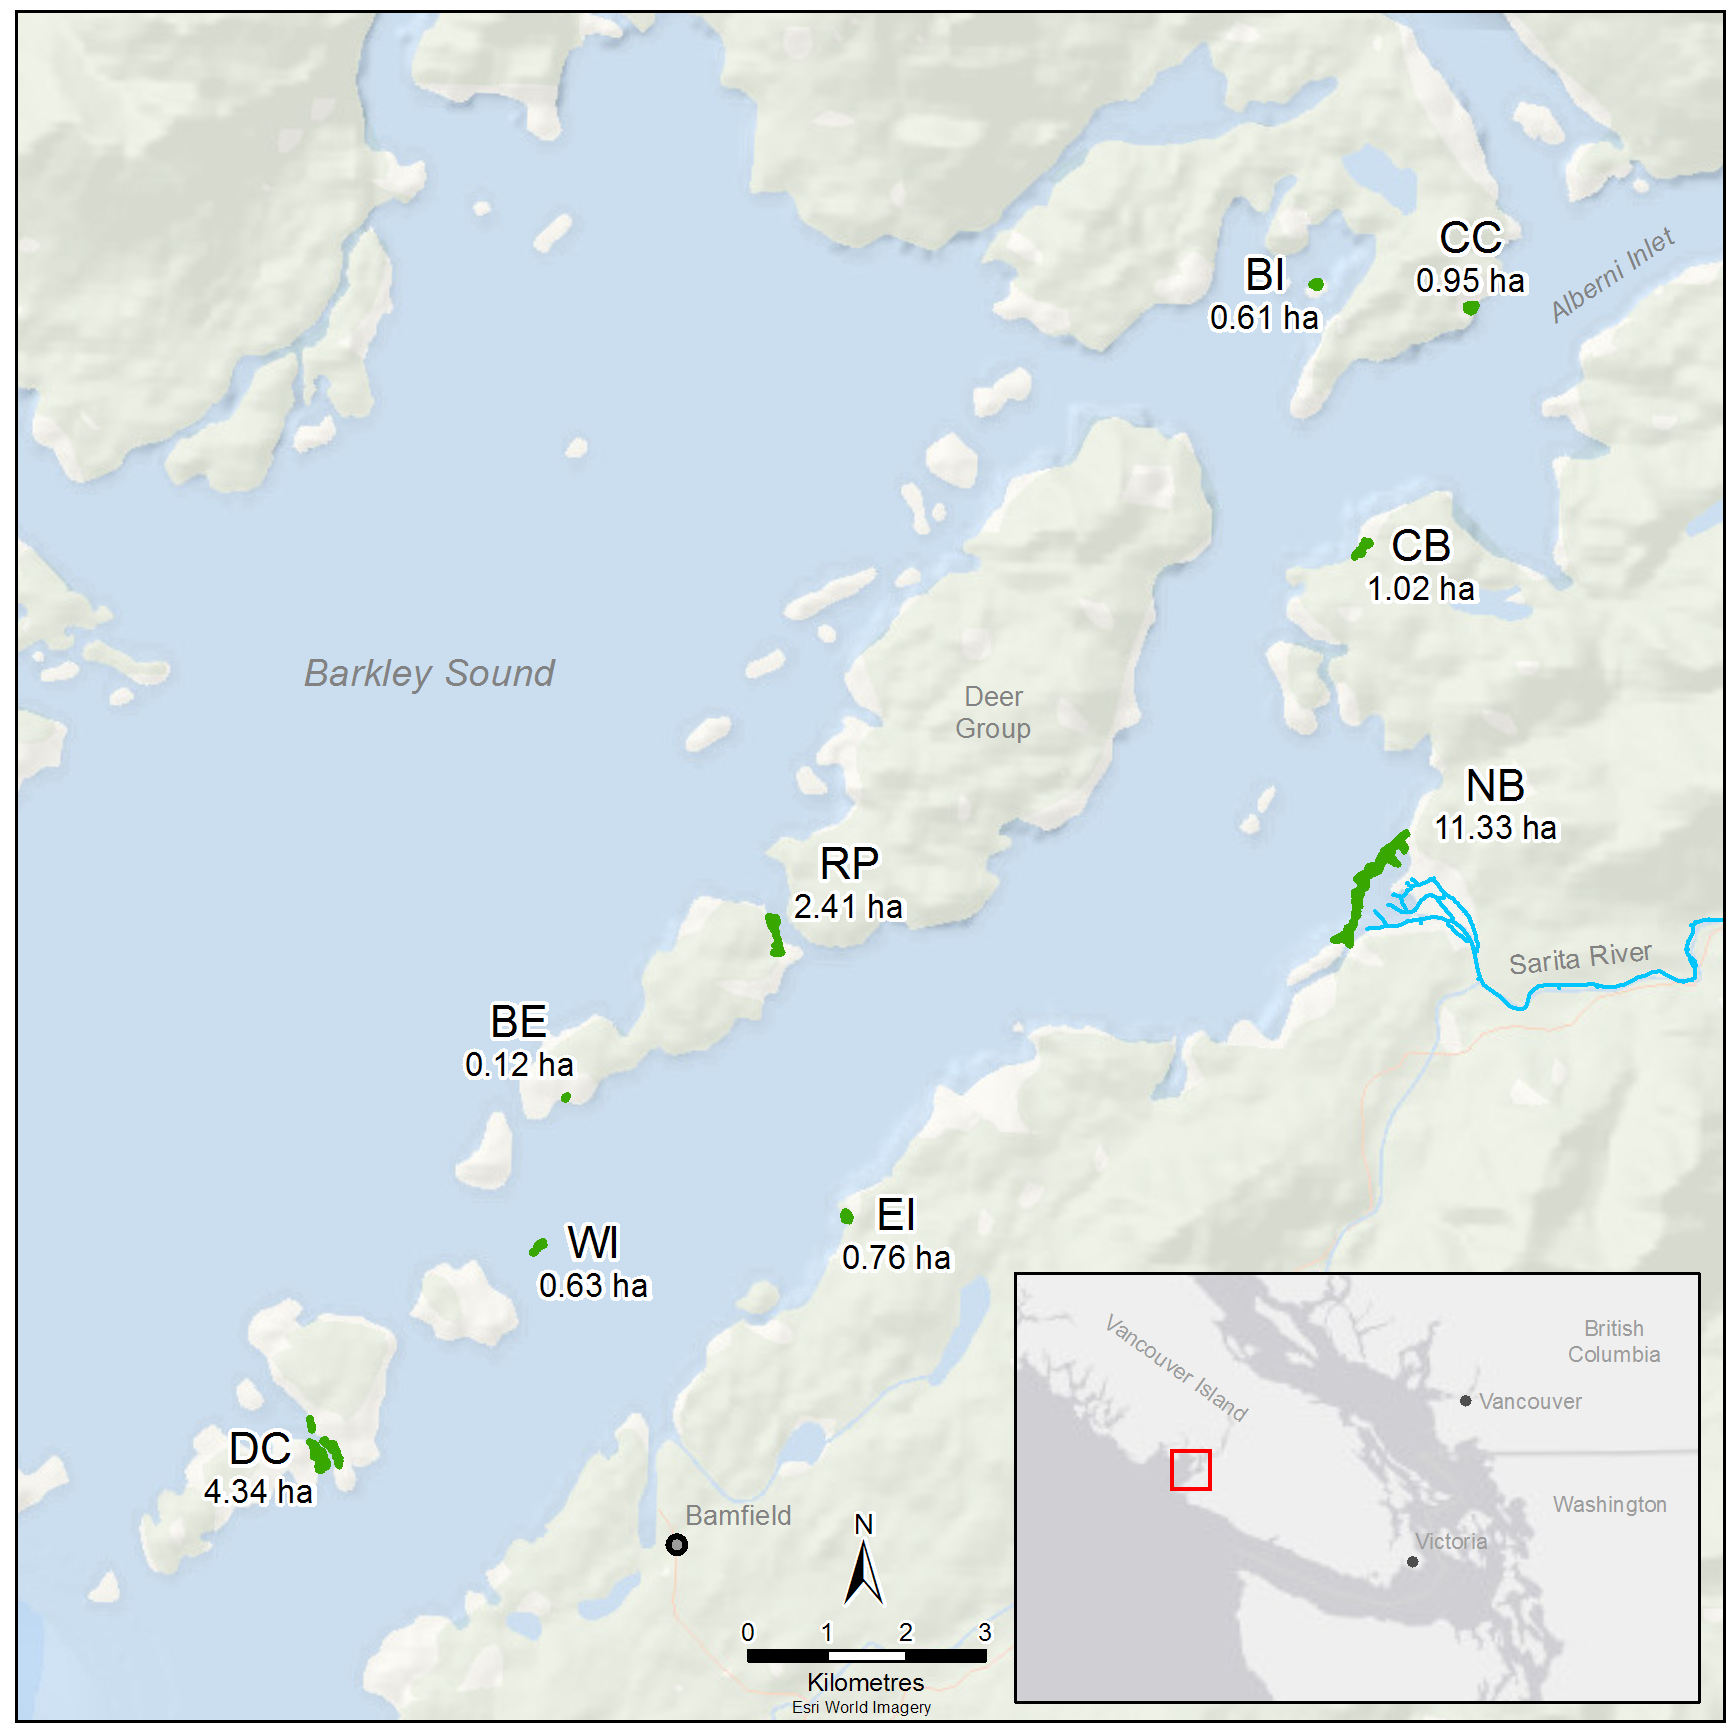 CC
0.95 ha
BI
0.61 ha
Alberni Inlet
CB
1.02 ha
Barkley Sound
Deer
Group
NB
11.33 ha
RP
2.41 ha
Sarita River
BE
0.12 ha
EI
0.76 ha
WI
0.63 ha
DC
4.34 ha
Bamfield
N
0 1 2 3
Kilometres
Esri World Imagery
Vancouver Island
British
Columbia
Vancouver
Washington
Victoria